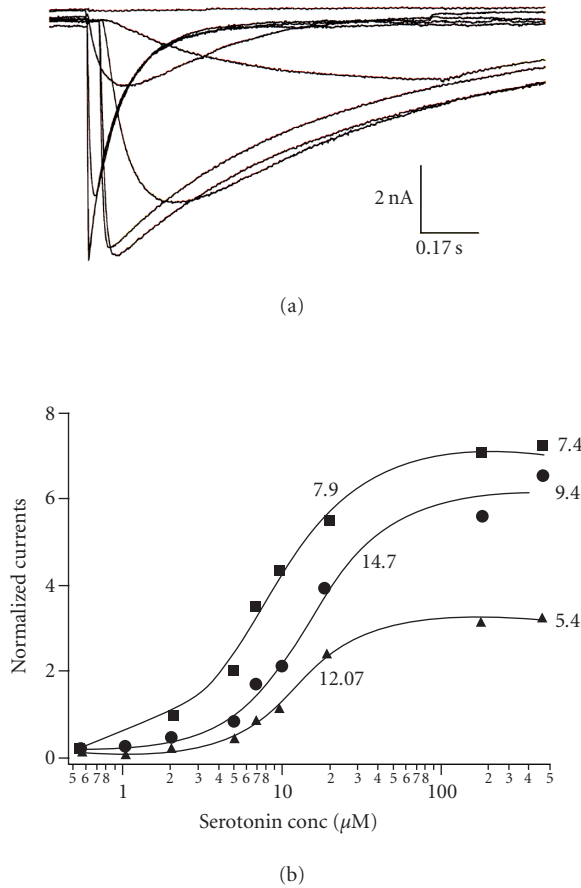 2 nA
0.17 s
(a)
8
6
4
2
0
Normalized currents
7.4
7.9
9.4
14.7
5.4
12.07
5 6 7 8 2 3 4 5 6 7 8 2 3 4 5 6 7 8 2 3 4 5
1 10 100
Serotonin conc (μM)
(b)